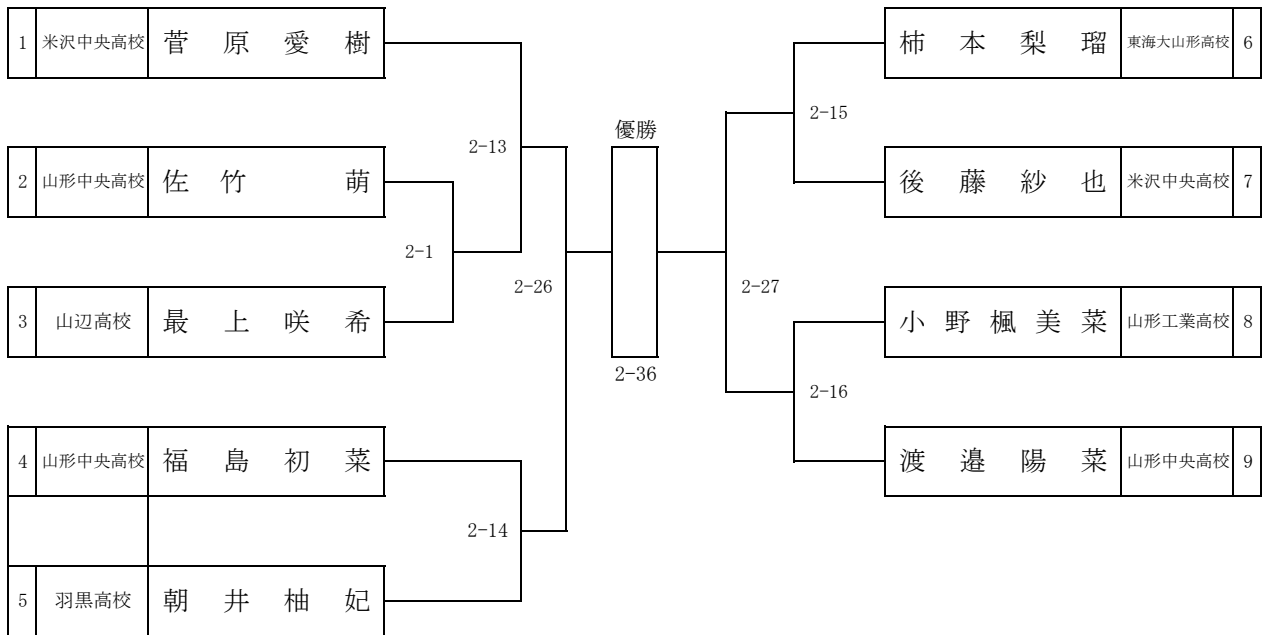 1 米沢中央高校 菅原愛樹
2 山形中央高校 佐竹 萌
3 山辺高校 最上咲希
4 山形中央高校 福島初菜
5 羽黒高校 朝井柚妃
2-1
2-13
2-14
2-26
優勝
2-36
2-27
2-15
2-16
柿本梨瑠 東海大山形高校 6
後藤紗也 米沢中央高校 7
小野楓美菜 山形工業高校 8
渡邉陽菜 山形中央高校 9